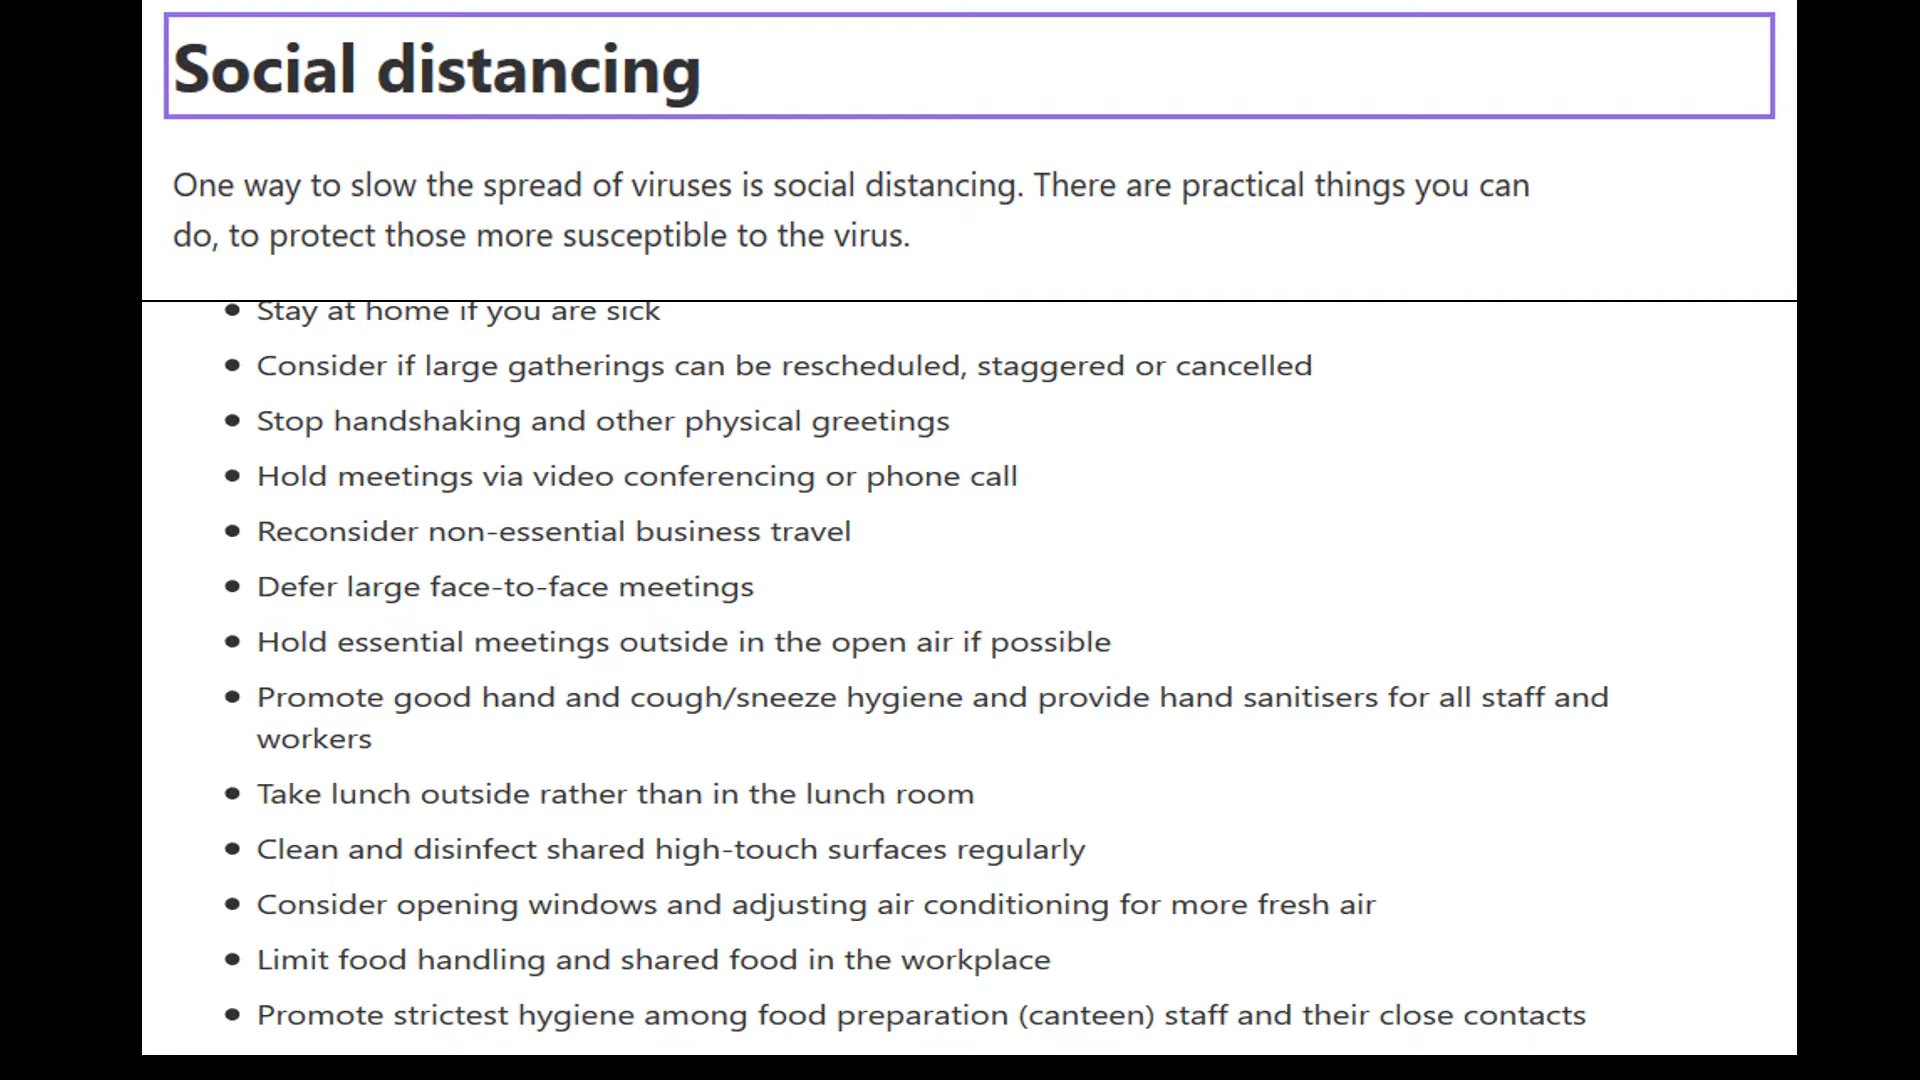 Social distancing
One way to slow the spread of viruses is social distancing. There are practical things you can
do, to protect those more susceptible to the virus.
• Stay at home if you are sick
• Consider if large gatherings can be rescheduled, staggered or cancelled
• Stop handshaking and other physical greetings
• Hold meetings via video conferencing or phone call
• Reconsider non-essential business travel
• Defer large face-to-face meetings
• Hold essential meetings outside in the open air if possible
• Promote good hand and cough/sneeze hygiene and provide hand sanitisers for all staff and
workers
• Take lunch outside rather than in the lunch room
• Clean and disinfect shared high-touch surfaces regularly
• Consider opening windows and adjusting air conditioning for more fresh air
• Limit food handling and shared food in the workplace
• Promote strictest hygiene among food preparation (canteen) staff and their close contacts